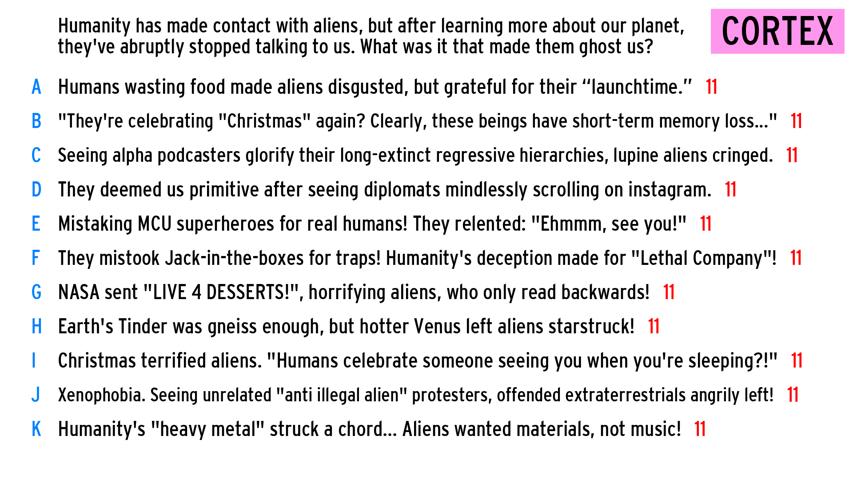 Humanity has made contact with aliens, but after learning more about our planet,
they've abruptly stopped talking to us. What was it that made them ghost us?
CORTEX
A Humans wasting food made aliens disgusted, but grateful for their “launchtime.” 11
B "They're celebrating "Christmas" again? Clearly, these beings have short-term memory loss..." 11
C Seeing alpha podcasters glorify their long-extinct regressive hierarchies, lupine aliens cringed. 11
D They deemed us primitive after seeing diplomats mindlessly scrolling on instagram. 11
E Mistaking MCU superheroes for real humans! They relented: "Ehmmm, see you!" 11
F They mistook Jack-in-the-boxes for traps! Humanity's deception made for "Lethal Company"! 11
G NASA sent "LIVE 4 DESSERTS!", horrifying aliens, who only read backwards! 11
H Earth's Tinder was gneiss enough, but hotter Venus left aliens starstruck! 11
I Christmas terrified aliens. "Humans celebrate someone seeing you when you're sleeping?!" 11
J Xenophobia. Seeing unrelated "anti illegal alien" protesters, offended extraterrestrials angrily left! 11
K Humanity's "heavy metal" struck a chord... Aliens wanted materials, not music! 11